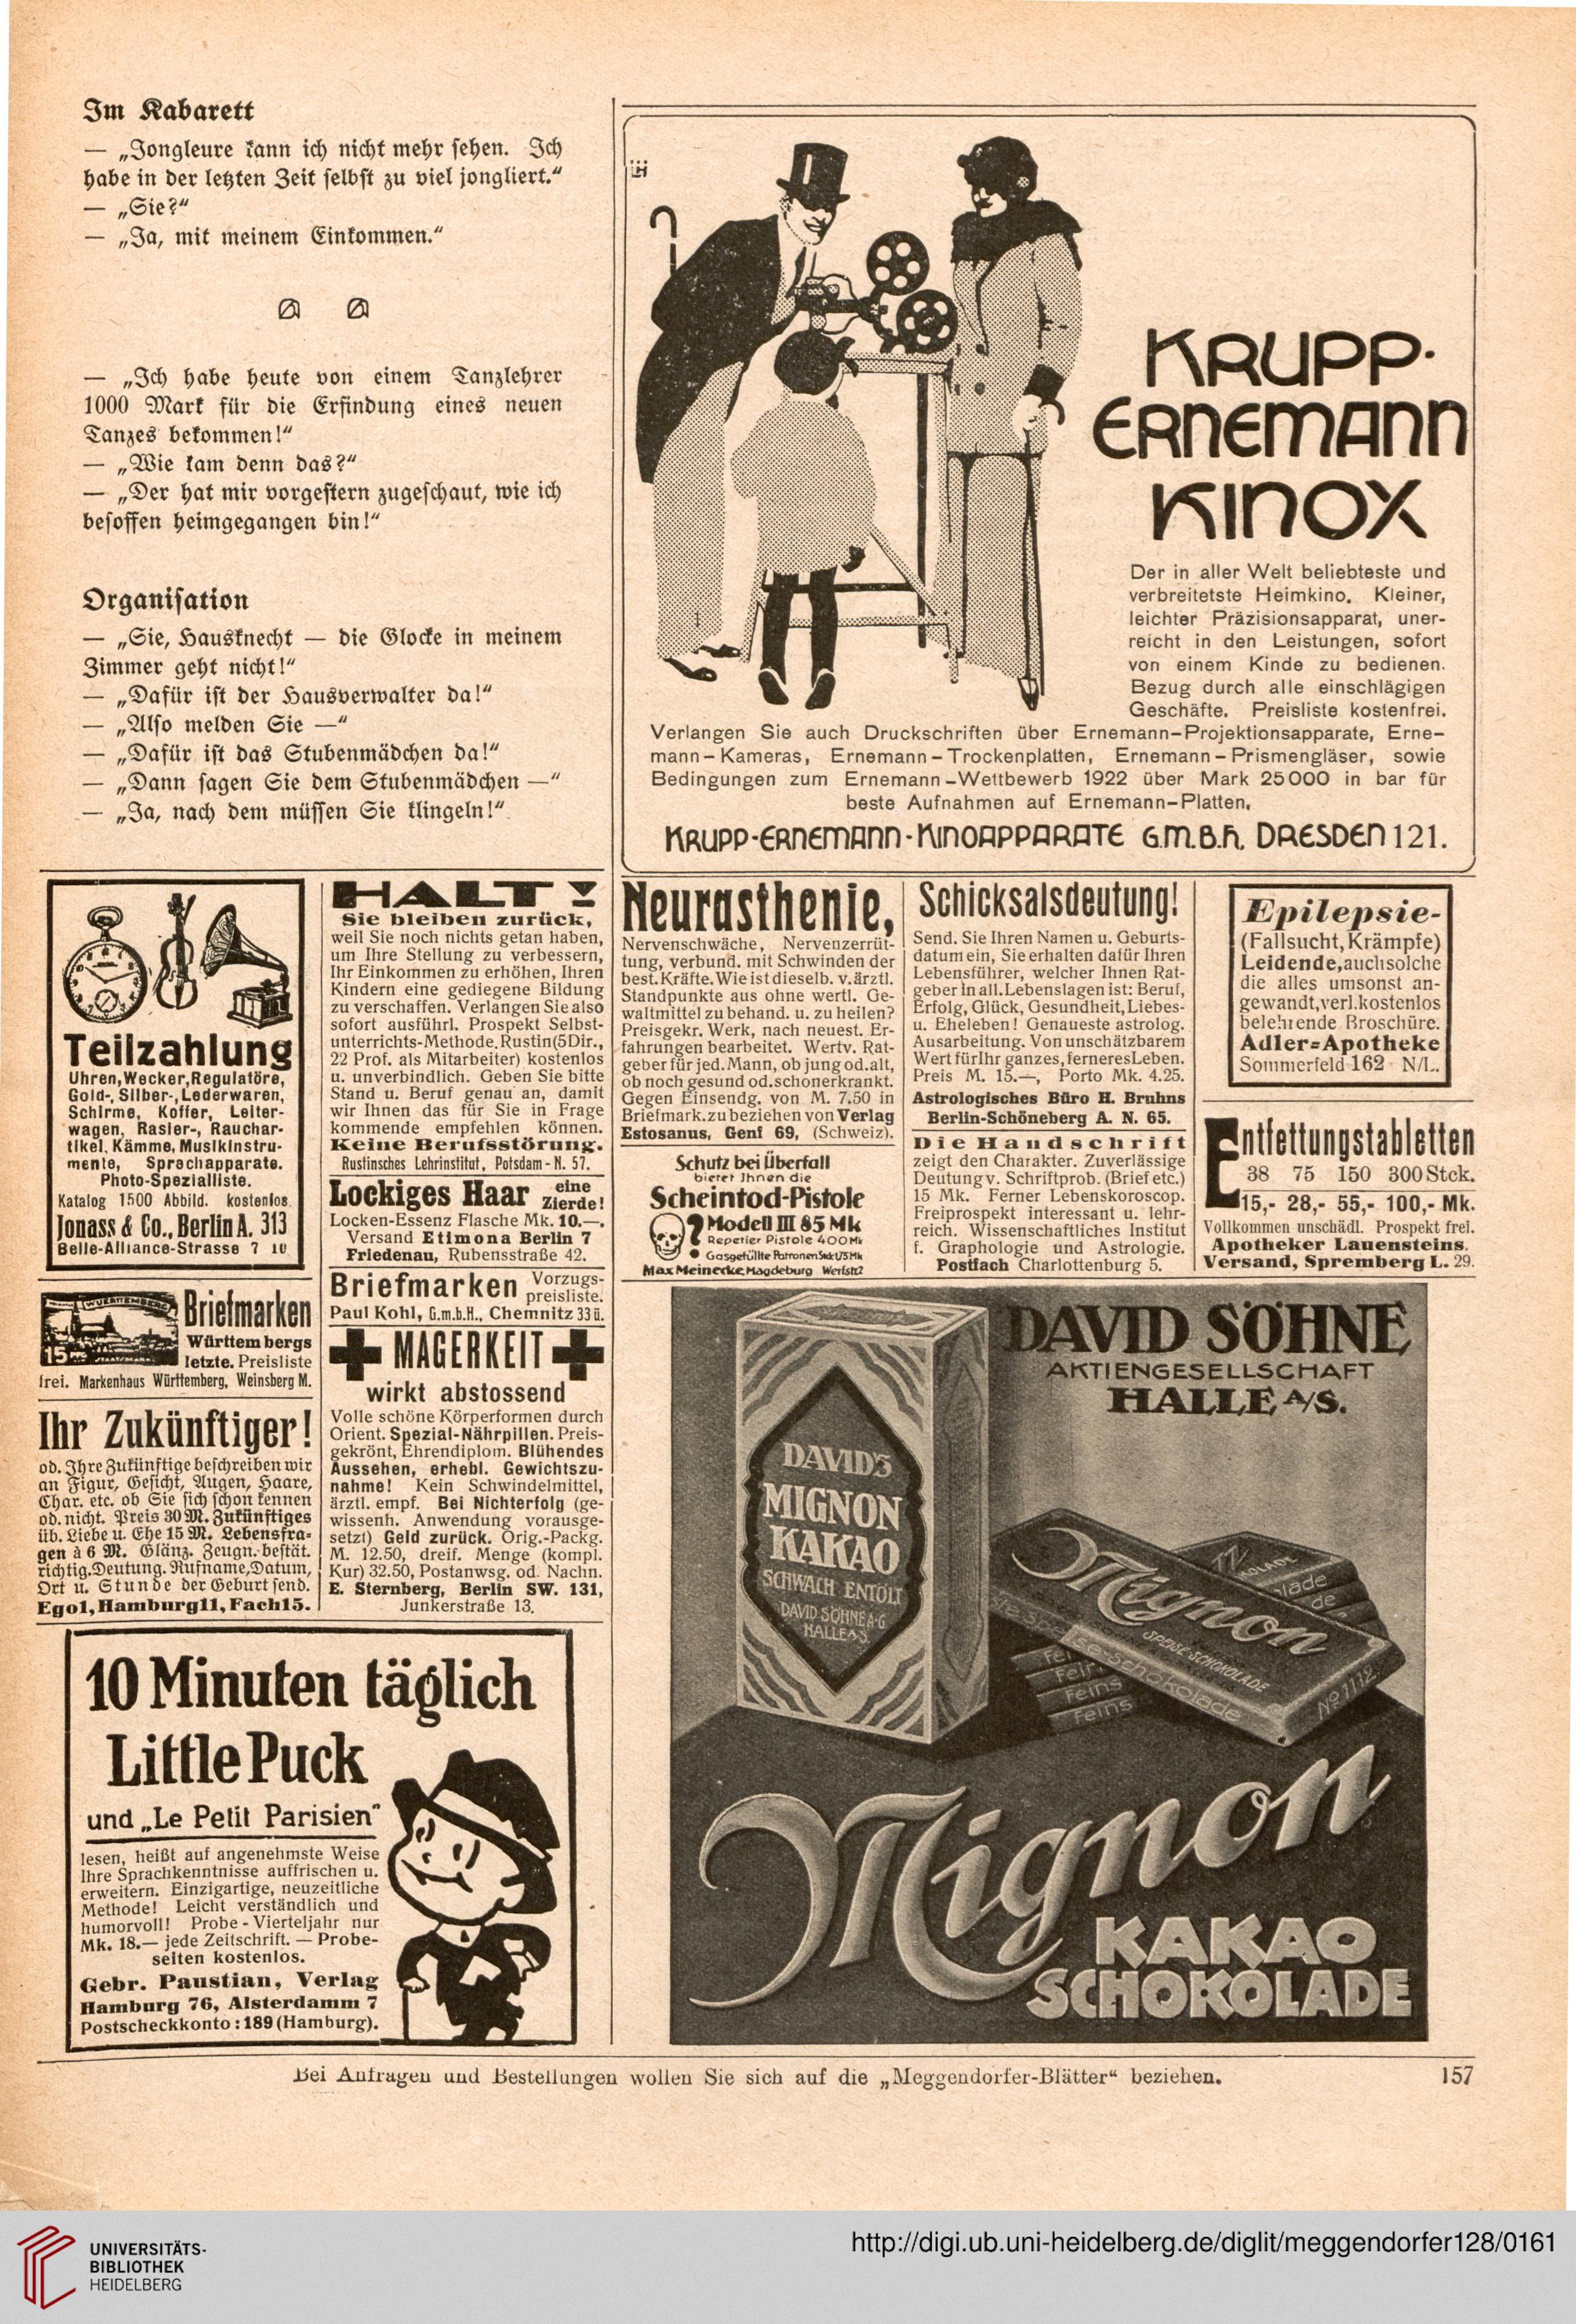 Im Kabarett
— „Jongleure kann ich nicht mehr sehen. Ich
habe in der letzten Zeit selbst zu viel jongliert."
— „Sie?"
— „Ja, mit meinem Einkommen."
— „Ich habe heute von einem Tanzlehrer
1000 Mark für die Erfindung eines neuen
Tanzes bekommen!"
— „Wie kam denn das?"
— „Der hat mir vorgestern zugeschaut, wie ich
besoffen heimgegangen bin!"
Organisation
— „Sie, Hausknecht — die Glocke in meinem
Zimmer geht nicht!"
— „Dafür ist der Hausverwalter da!"
— „Also melden Sie —"
— „Dafür ist das Stubenmädchen da!"
— „Dann sagen Sie dem Stubenmädchen —"
— „Ja, nach dem müssen Sie klingeln!"
KRUPP-
ERNEMANN
KINOX
Der in aller Welt beliebteste und
verbreitetste Heimkino. Kleiner,
leichter Präzisionsapparat, uner-
reicht in den Leistungen, sofort
von einem Kinde zu bedienen.
Bezug durch alle einschlägigen
Geschäfte. Preisliste kostenfrei.
Verlangen Sie auch Druckschriften über Ernemann-Projektionsapparate, Erne-
mann-Kameras, Ernemann-Trockenplatten, Ernemann-Prismengläser, sowie
Bedingungen zum Ernemann-Wettbewerb 1922 über Mark 25000 in bar für
beste Aufnahmen auf Ernemann-Platten.
KRUPP-ERNEMANN-KINOAPPARATE G.M.B.H. DRESDEN 121.
Teilzahlung
Uhren, Wecker, Regulatöre,
Gold-, Silber-, Lederwaren,
Schirme, Koffer, Leiter-
wagen, Rasier-, Rauchar-
tikel, Kämme, Musikinstru-
mente, Sprechapparate.
Photo-Spezialliste.
Katalog 1500 Abbild. kostenlos
Jonass & Co., Berlin A. 313
Belle-Alliance-Strasse 7 10
Briefmarken
Württembergs
letzte. Preisliste
frei. Markenhaus Württemberg, Weinsberg M.
Ihr Zukünftiger!
od. Ihre Zukünftige beschreiben wir
an Figur, Gesicht, Augen, Haare,
Char. etc. ob Sie sich schon kennen
od. nicht. Preis 30 M. Zukünftiges
üb. Liebe u. Ehe 15 M. Lebensfra-
gen à 6 M. Glänz. Zeugn. bestät.
richtig. Deutung. Rufname, Datum,
Ort u. Stunde der Geburt send.
Egol, Hamburg 11, Fach 15.
HALT!
Sie bleiben zurück,
weil Sie noch nichts getan haben,
um Ihre Stellung zu verbessern,
Ihr Einkommen zu erhöhen, Ihren
Kindern eine gediegene Bildung
zu verschaffen. Verlangen Sie also
sofort ausführl. Prospekt Selbst-
unterrichts-Methode. Rustin (5 Dir.,
22 Prof. als Mitarbeiter) kostenlos
u. unverbindlich. Geben Sie bitte
Stand u. Beruf genau an, damit
wir Ihnen das für Sie in Frage
kommende empfehlen können.
Keine Berufsstörung.
Rustinsches Lehrinstitut, Potsdam-N. 57.
Lockiges Haar eine Zierde!
Locken-Essenz Flasche Mk. 10.—.
Versand Etimona Berlin 7
Friedenau, Rubensstraße 42.
Briefmarken Vorzugs-
preisliste.
Paul Kohl, G.m.b.H., Chemnitz 33 ü.
MAGERKEIT
wirkt abstossend
Volle schöne Körperformen durch
Orient. Spezial-Nährpillen. Preis-
gekrönt, Ehrendiplom. Blühendes
Aussehen, erhebl. Gewichtszu-
nahme! Kein Schwindelmittel,
ärztl. empf. Bei Nichterfolg (ge-
wissenh. Anwendung vorausge-
setzt) Geld zurück. Orig.-Packg.
M. 12.50, dreif. Menge (kompl.
Kur) 32.50, Postanwsg. od. Nachn.
E. Sternberg, Berlin SW. 131,
Junkerstraße 13.
10 Minuten täglich
Little Puck
und „Le Petit Parisien"
lesen, heißt auf angenehmste Weise
Ihre Sprachkenntnisse auffrischen u.
erweitern. Einzigartige, neuzeitliche
Methode! Leicht verständlich und
humorvoll! Probe-Vierteljahr nur
Mk. 18.— jede Zeitschrift. — Probe-
seiten kostenlos.
Gebr. Paustian, Verlag
Hamburg 76, Alsterdamm 7
Postscheckkonto: 189 (Hamburg).
Neurasthenie,
Nervenschwäche, Nervenzerrüt-
tung, verbund. mit Schwinden der
best. Kräfte. Wie ist dieselb. v. ärztl.
Standpunkte aus ohne wertl. Ge-
waltmittel zu behand. u. zu heilen?
Preisgekr. Werk, nach neuest. Er-
fahrungen bearbeitet. Wertv. Rat-
geber für jed. Mann, ob jung od. alt,
ob noch gesund od. schon erkrankt.
Gegen Einsendg. von M. 7.50 in
Briefmark. zu beziehen von Verlag
Estosanus, Genf 69, (Schweiz).
Schutz bei Überfall
bietet Ihnen die
Scheintod-Pistole
Modell III 85 Mk
Repetier Pistole 400 Mk
Gasgefüllte Patronen Stck 1,75 Mk
Max Meinecke, Magdeburg Werfstr. 2
Schicksalsdeutung!
Send. Sie Ihren Namen u. Geburts-
datum ein, Sie erhalten dafür Ihren
Lebensführer, welcher Ihnen Rat-
geber in all. Lebenslagen ist: Beruf,
Erfolg, Glück, Gesundheit, Liebes-
u. Eheleben! Genaueste astrolog.
Ausarbeitung. Von unschätzbarem
Wert für Ihr ganzes, ferneres Leben.
Preis M. 15.—, Porto Mk. 4.25.
Astrologisches Büro H. Bruhns
Berlin-Schöneberg A. N. 65.
Die Handschrift
zeigt den Charakter. Zuverlässige
Deutung v. Schriftprob. (Brief etc.)
15 Mk. Ferner Lebenskoroscop.
Freiprospekt interessant u. lehr-
reich. Wissenschaftliches Institut
f. Graphologie und Astrologie.
Postfach Charlottenburg 5.
Epilepsie-
(Fallsucht, Krämpfe)
Leidende, auch solche
die alles umsonst an-
gewandt, verl. kostenlos
belehrende Broschüre.
Adler-Apotheke
Sommerfeld 162 N/L.
Entfettungstabletten
38 75 150 300 Stck.
15,- 28,- 55,- 100,- Mk.
Vollkommen unschädl. Prospekt frei.
Apotheker Lauensteins.
Versand, Spremberg L. 29.
DAVID SÖHNE
AKTIENGESELLSCHAFT
HALLE A/S.
DAVID'S
MIGNON
KAKAO
SCHWACH ENTÖLT
DAVID SÖHNE A-G
HALLE A-S
Mignon
SPEISE SCHOKOLADE
Nº 1112
Feins
Feins
Mignon
KAKAO
SCHOKOLADE
Bei Anfragen und Bestellungen wollen Sie sich auf die „Meggendorfer-Blätter" beziehen.
157
UNIVERSITÄTS-
BIBLIOTHEK
HEIDELBERG
http://digi.ub.uni-heidelberg.de/diglit/meggendorfer128/0161